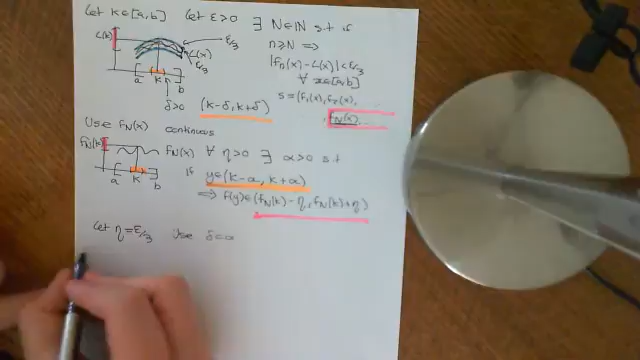 Let k∈[a,b] Let ε>0 ∃ N∈ℕ s.t if
n≥N ⟹
|fn(x)-L(x)|<ε/3
∀ x∈[a,b]
L(k)
ε/3
L(x)
ε/3
a k b
δ>0 (k-δ, k+δ)
s = (f₁(x), f₂(x), ...
, fN(x), ...
Use fN(x) continuous
fN(k)
fN(x) ∀ η>0 ∃ α>0 s.t
a k b
if y∈(k-α, k+α)
⟹ f(y)∈(fN(k)-η, fN(k)+η)
Let η=ε/3 Use δ=α